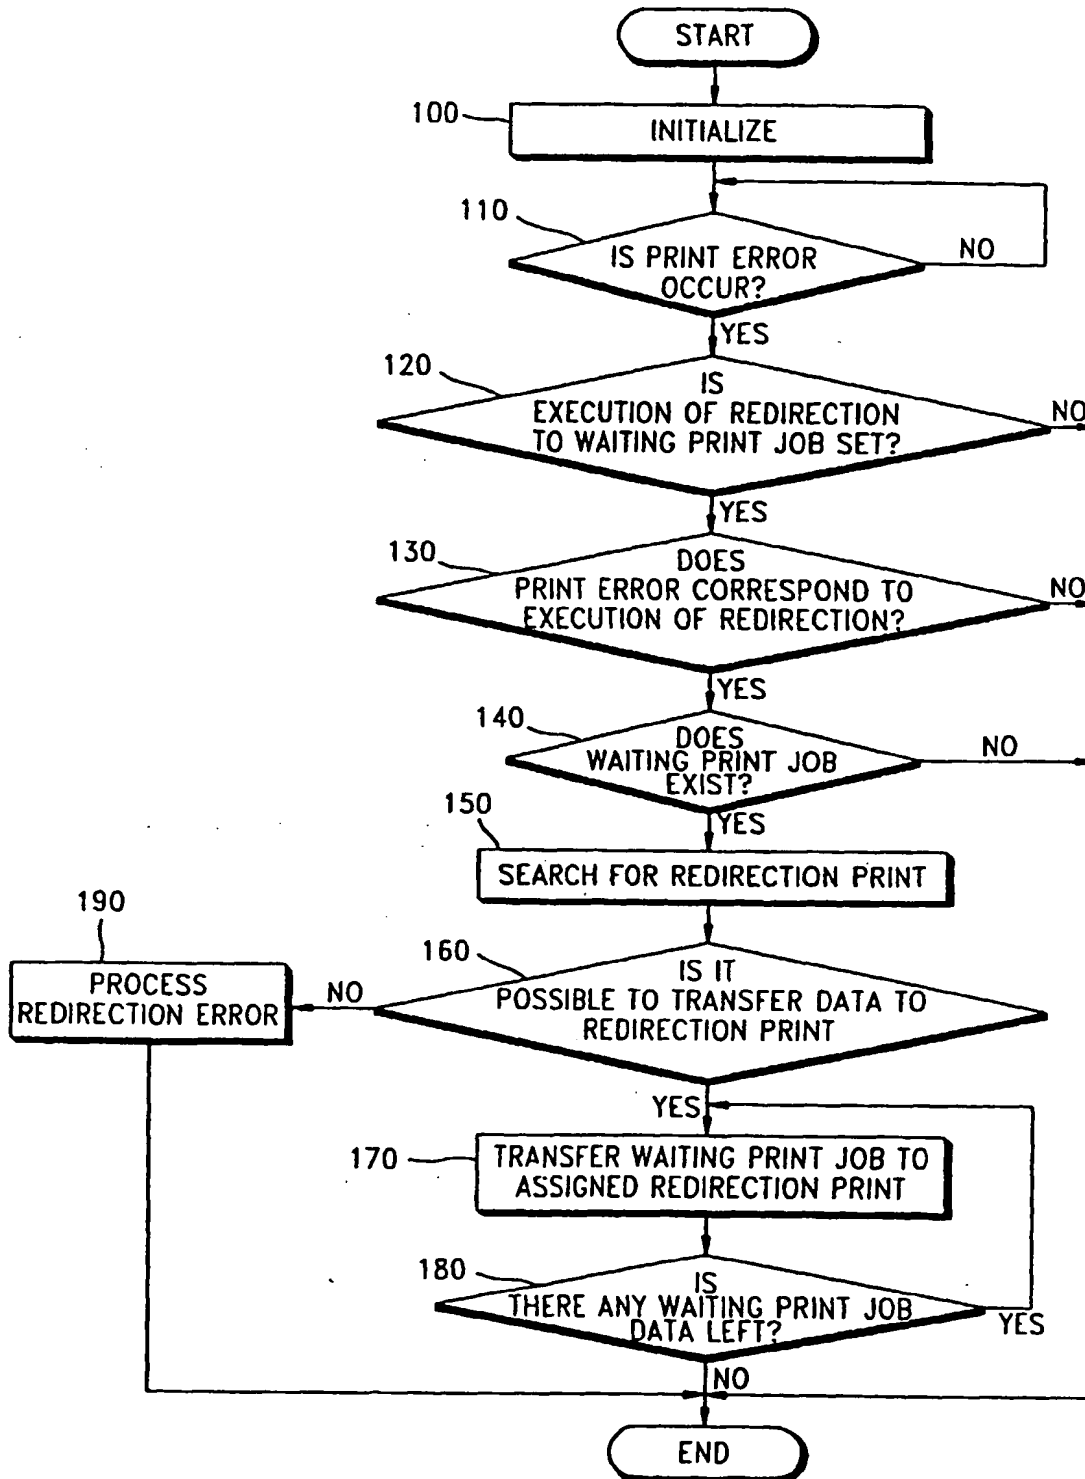 START
100
INITIALIZE
110
IS PRINT ERROR
OCCUR?
NO
YES
120
IS
EXECUTION OF REDIRECTION
TO WAITING PRINT JOB SET?
NO
YES
130
DOES
PRINT ERROR CORRESPOND TO
EXECUTION OF REDIRECTION?
NO
YES
140
DOES
WAITING PRINT JOB
EXIST?
NO
YES
150
SEARCH FOR REDIRECTION PRINT
190
PROCESS
REDIRECTION ERROR
NO
160
IS IT
POSSIBLE TO TRANSFER DATA TO
REDIRECTION PRINT
YES
170
TRANSFER WAITING PRINT JOB TO
ASSIGNED REDIRECTION PRINT
180
IS
THERE ANY WAITING PRINT JOB
DATA LEFT?
YES
NO
END